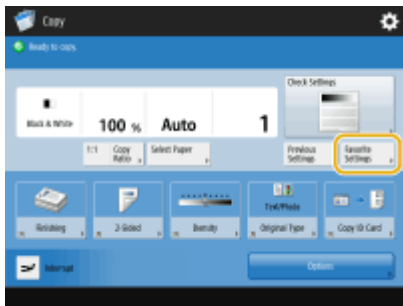 Copy
Ready to copy.
Check Settings
Black & White
100 %
Auto
1
1:1
Copy Ratio
Select Paper
Previous Settings
Favorite Settings
Text/Photo
Finishing
2-Sided
Density
Original Type
Copy ID Card
Interrupt
Options